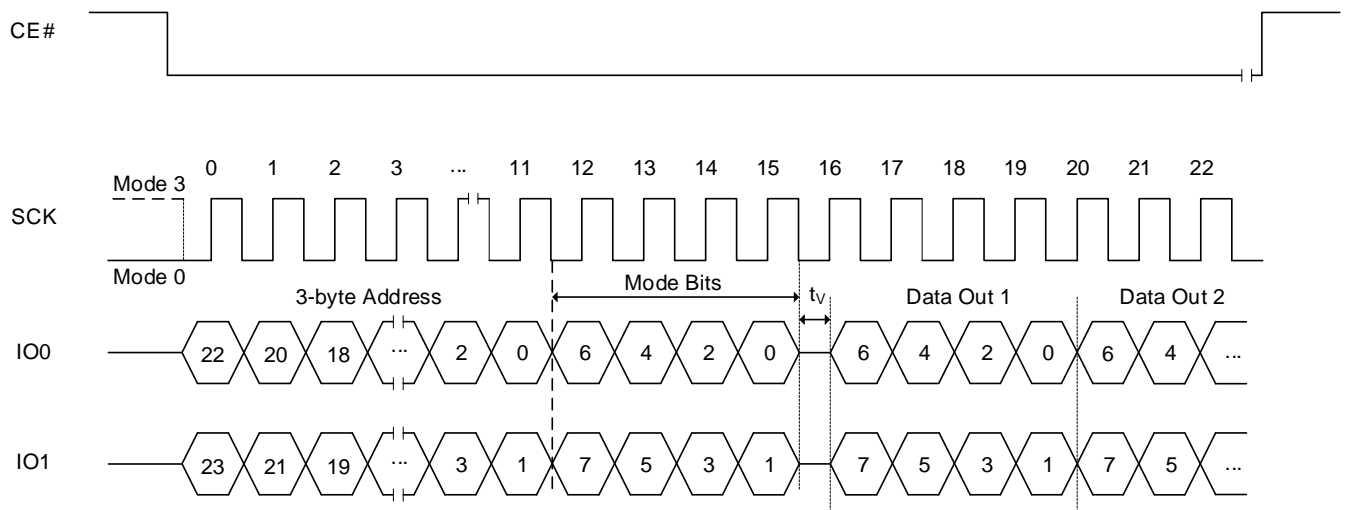 CE#
0 1 2 3 ... 11 12 13 14 15 16 17 18 19 20 21 22
Mode 3
SCK
Mode 0
3-byte Address Mode Bits tV Data Out 1 Data Out 2
IO0 22 20 18 ... 2 0 6 4 2 0 6 4 2 0 6 4 ...
IO1 23 21 19 ... 3 1 7 5 3 1 7 5 3 1 7 5 ...